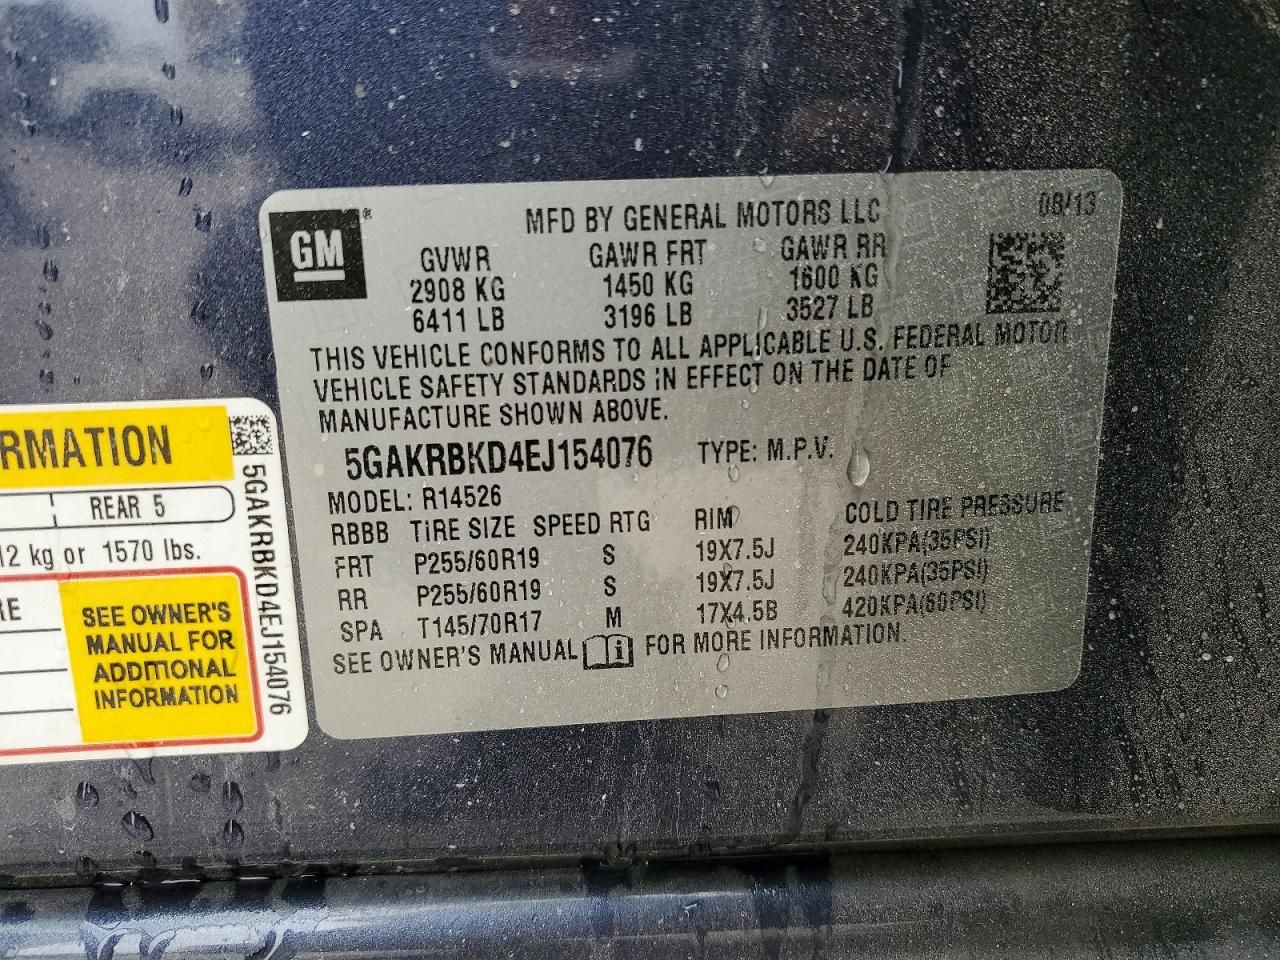 GM
®
MFD BY GENERAL MOTORS LLC
08/13
GVWR GAWR FRT GAWR RR
2908 KG 1450 KG 1600 KG
6411 LB 3196 LB 3527 LB
THIS VEHICLE CONFORMS TO ALL APPLICABLE U.S. FEDERAL MOTOR
VEHICLE SAFETY STANDARDS IN EFFECT ON THE DATE OF
MANUFACTURE SHOWN ABOVE.
5GAKRBKD4EJ154076 TYPE: M.P.V.
MODEL: R14526
RBBB TIRE SIZE SPEED RTG RIM COLD TIRE PRESSURE
FRT P255/60R19 S 19X7.5J 240KPA(35PSI)
RR P255/60R19 S 19X7.5J 240KPA(35PSI)
SPA T145/70R17 M 17X4.5B 420KPA(60PSI)
SEE OWNER'S MANUAL FOR MORE INFORMATION.
RMATION
REAR 5
12 kg or 1570 lbs.
RE
SEE OWNER'S
MANUAL FOR
ADDITIONAL
INFORMATION
5GAKRBKD4EJ154076